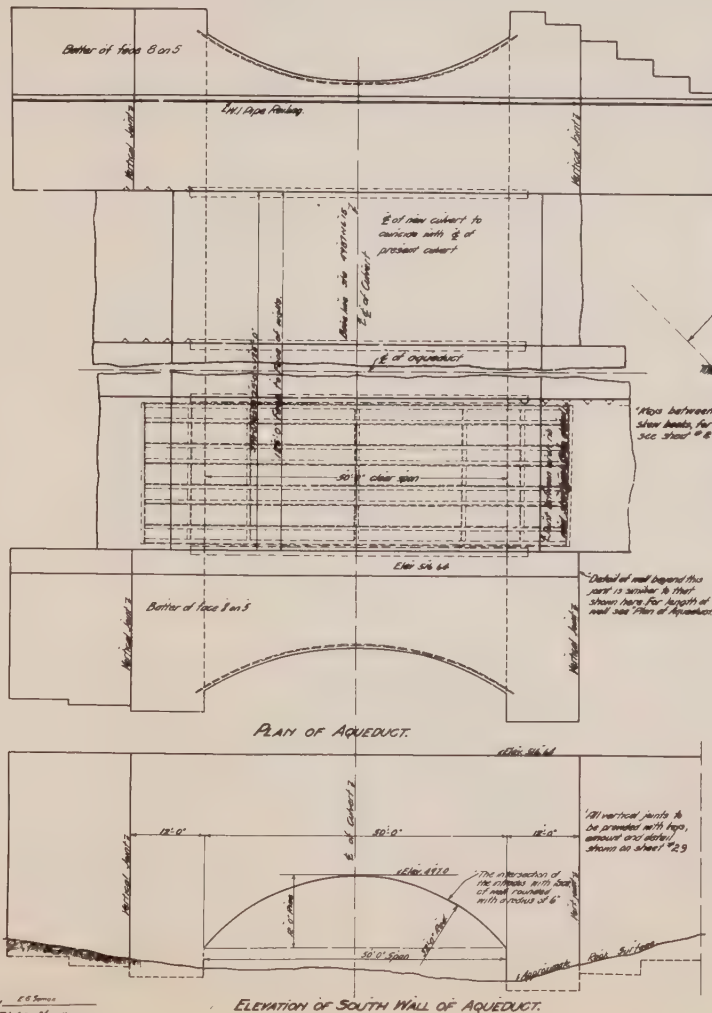 Batter of face 8 on 5
Vertical Joint
W.I. Pipe Railing.
Vertical Joint
℄ of new culvert to
coincide with ℄ of
present culvert
℄ of Culvert
℄ of aqueduct
Keys between
see sheet
50'-0" clear span
Elev. 516.64
Batter of face 8 on 5
Vertical Joint
Vertical Joint
Detail of wall beyond this
joint is similar to that
shown here. For length of
wall see "Plan of Aqueduct."
PLAN OF AQUEDUCT.
Elev. 516.64
℄ of Culvert
12'-0"
50'-0"
12'-0"
Vertical Joint
All vertical joints to
be provided with keys,
amount and detail
shown on sheet #29
Elev. 497.0
The intersection of
the intrados with face
of wall rounded
with a radius of 6"
50'-0" Span
Approximate Rock Surface
ELEVATION OF SOUTH WALL OF AQUEDUCT.